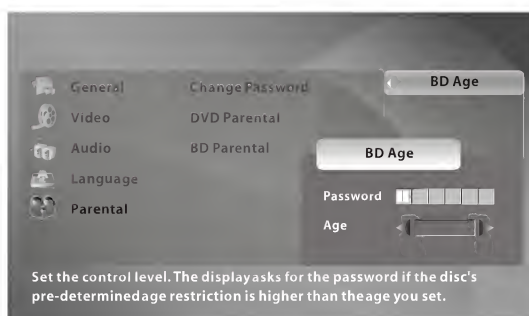 BD Age
General Change Password
Video DVD Parental
Audio BD Parental
BD Age
Language
Password
Parental
Age
Set the control level. The display asks for the password if the disc's
pre-determined age restriction is higher than the age you set.